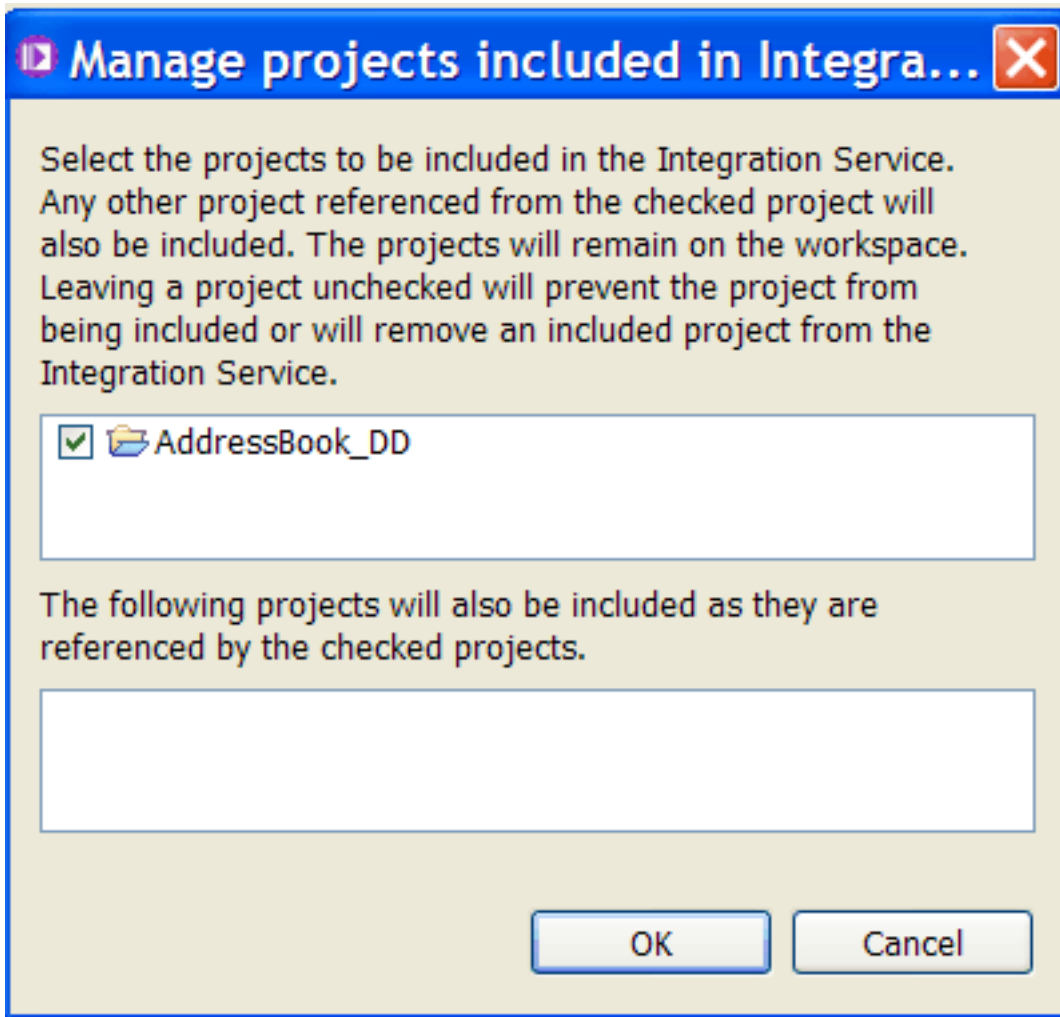 Manage projects included in Integra...
Select the projects to be included in the Integration Service.
Any other project referenced from the checked project will
also be included. The projects will remain on the workspace.
Leaving a project unchecked will prevent the project from
being included or will remove an included project from the
Integration Service.
AddressBook_DD
The following projects will also be included as they are
referenced by the checked projects.
OK
Cancel